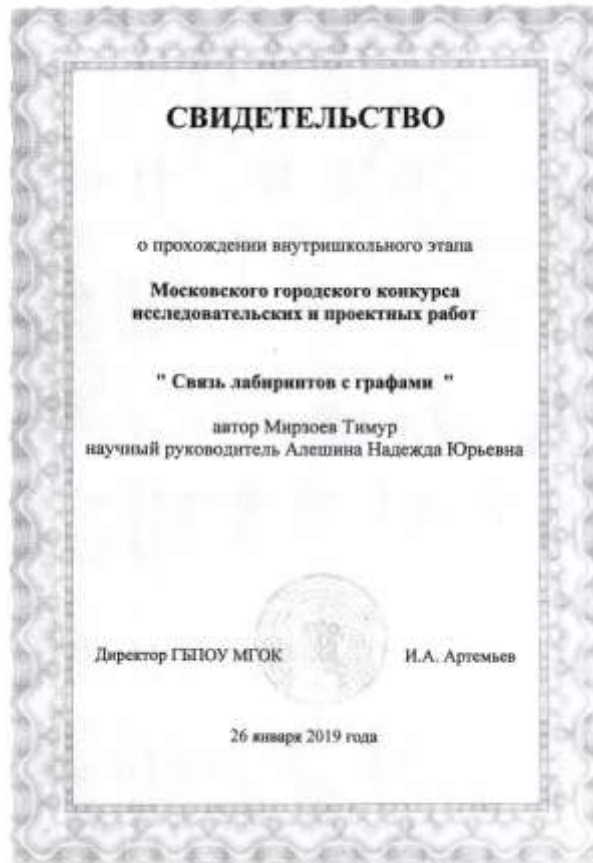 СВИДЕТЕЛЬСТВО
о прохождении внутришкольного этапа
Московского городского конкурса
исследовательских и проектных работ
" Связь лабиринтов с графами "
автор Мирзоев Тимур
научный руководитель Алешина Надежда Юрьевна
Директор ГБПОУ МГОК И.А. Артемьев
26 января 2019 года